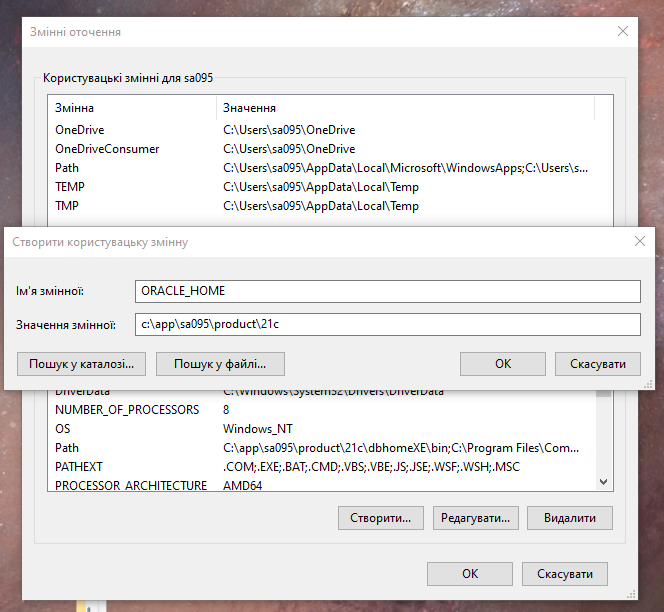 Змінні оточення
Користувацькі змінні для sa095
Змінна Значення
OneDrive C:\Users\sa095\OneDrive
OneDriveConsumer C:\Users\sa095\OneDrive
Path C:\Users\sa095\AppData\Local\Microsoft\WindowsApps;C:\Users\s...
TEMP C:\Users\sa095\AppData\Local\Temp
TMP C:\Users\sa095\AppData\Local\Temp
Створити користувацьку змінну
Ім'я змінної: ORACLE_HOME
Значення змінної: c:\app\sa095\product\21c
Пошук у каталозі... Пошук у файлі... ОК Скасувати
DriverData C:\Windows\System32\Drivers\DriverData
NUMBER_OF_PROCESSORS 8
OS Windows_NT
Path C:\app\sa095\product\21c\dbhomeXE\bin;C:\Program Files\Com...
PATHEXT .COM;.EXE;.BAT;.CMD;.VBS;.VBE;.JS;.JSE;.WSF;.WSH;.MSC
PROCESSOR_ARCHITECTURE AMD64
Створити... Редагувати... Видалити
ОК Скасувати